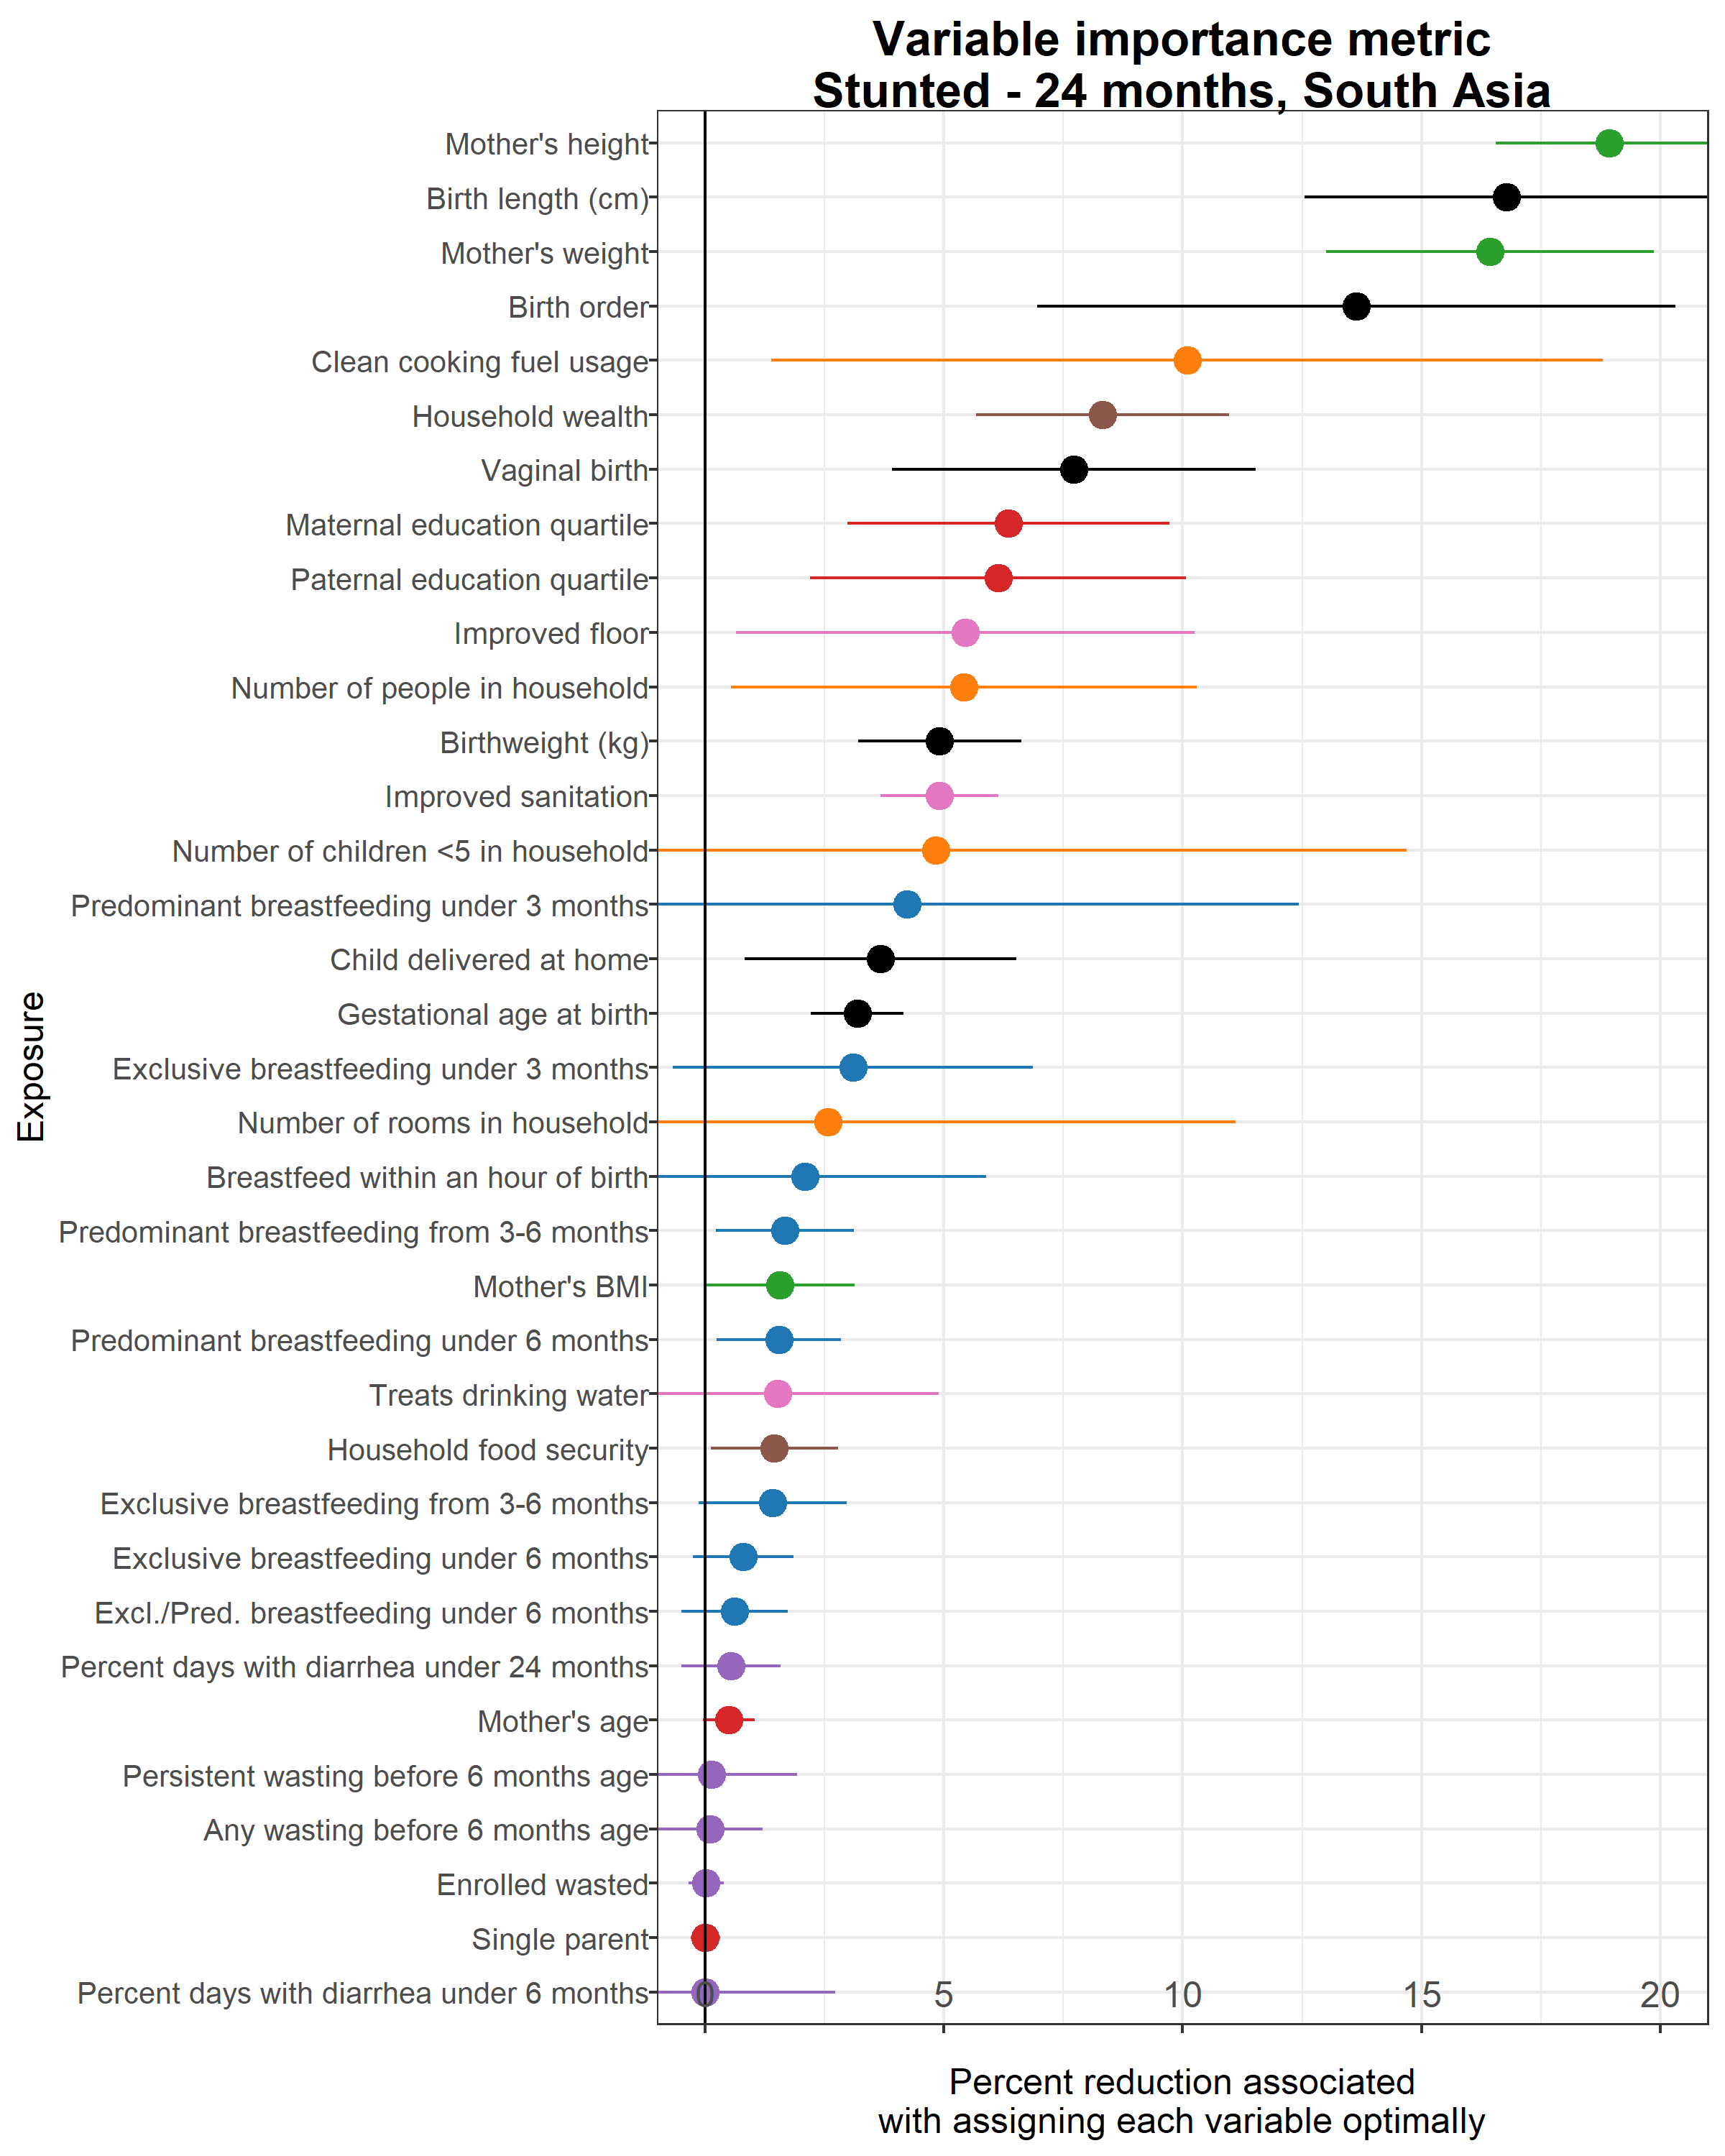 Variable importance metric
Stunted - 24 months, South Asia
Mother's height
Birth length (cm)
Mother's weight
Birth order
Clean cooking fuel usage
Household wealth
Vaginal birth
Maternal education quartile
Paternal education quartile
Improved floor
Number of people in household
Birthweight (kg)
Improved sanitation
Number of children <5 in household
Predominant breastfeeding under 3 months
Child delivered at home
Gestational age at birth
Exclusive breastfeeding under 3 months
Number of rooms in household
Breastfeed within an hour of birth
Predominant breastfeeding from 3-6 months
Mother's BMI
Predominant breastfeeding under 6 months
Treats drinking water
Household food security
Exclusive breastfeeding from 3-6 months
Exclusive breastfeeding under 6 months
Excl./Pred. breastfeeding under 6 months
Percent days with diarrhea under 24 months
Mother's age
Persistent wasting before 6 months age
Any wasting before 6 months age
Enrolled wasted
Single parent
Percent days with diarrhea under 6 months
Exposure
0 5 10 15 20
Percent reduction associated
with assigning each variable optimally